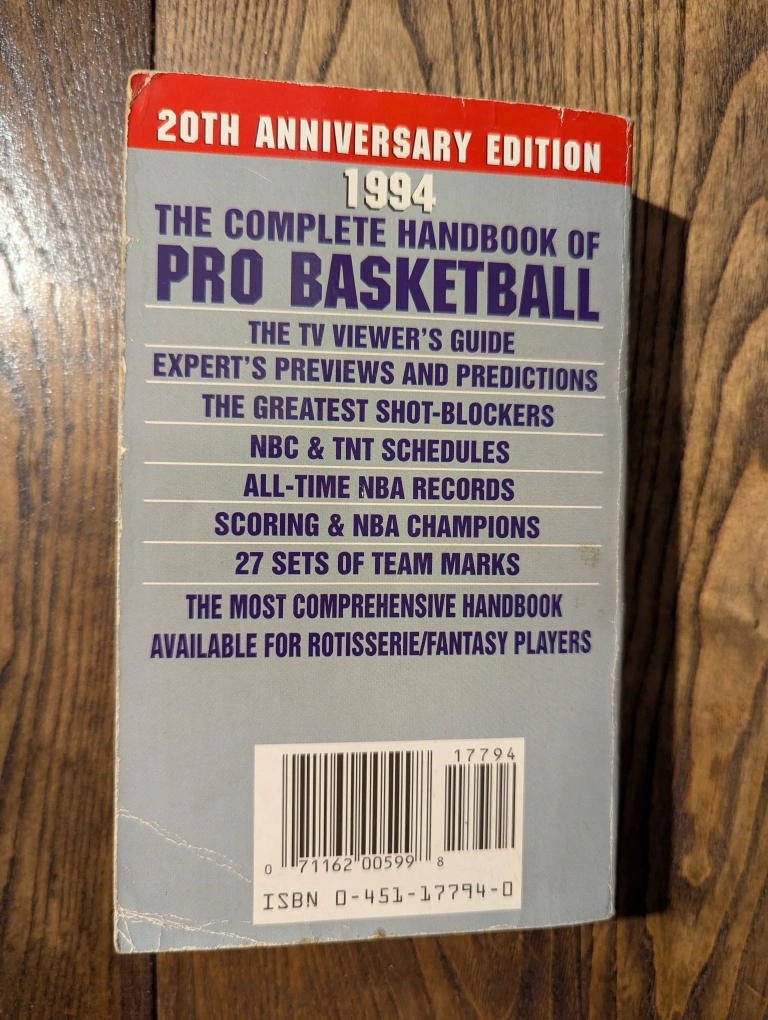 20TH ANNIVERSARY EDITION
1994
THE COMPLETE HANDBOOK OF
PRO BASKETBALL
THE TV VIEWER'S GUIDE
EXPERT'S PREVIEWS AND PREDICTIONS
THE GREATEST SHOT-BLOCKERS
NBC & TNT SCHEDULES
ALL-TIME NBA RECORDS
SCORING & NBA CHAMPIONS
27 SETS OF TEAM MARKS
THE MOST COMPREHENSIVE HANDBOOK
AVAILABLE FOR ROTISSERIE/FANTASY PLAYERS
17794
0 71162 00599 8
ISBN 0-451-17794-0